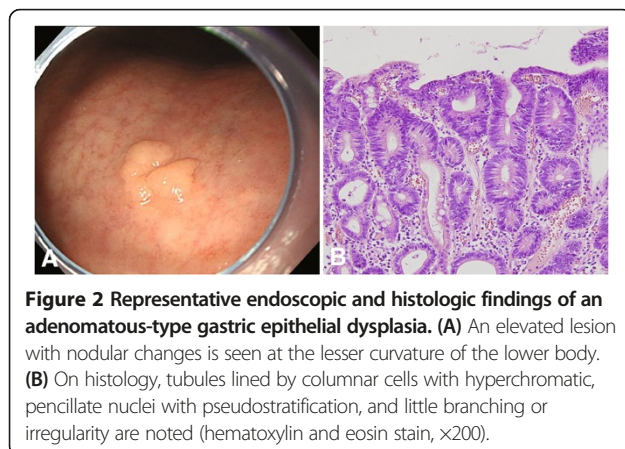 A
B
Figure 2 Representative endoscopic and histologic findings of an
adenomatous-type gastric epithelial dysplasia. (A) An elevated lesion
with nodular changes is seen at the lesser curvature of the lower body.
(B) On histology, tubules lined by columnar cells with hyperchromatic,
pencillate nuclei with pseudostratification, and little branching or
irregularity are noted (hematoxylin and eosin stain, ×200).